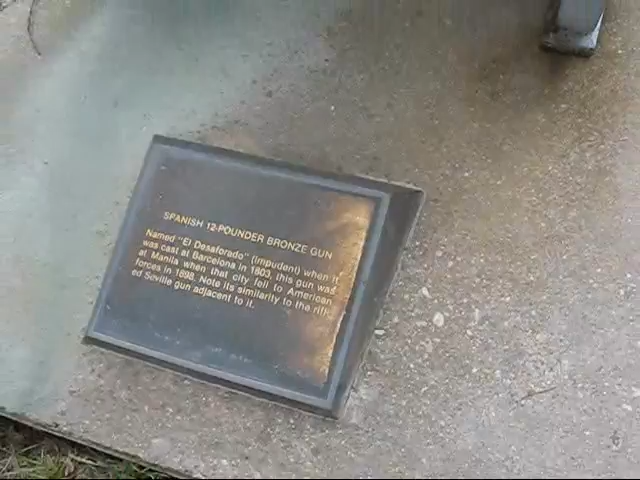 SPANISH 12-POUNDER BRONZE GUN
Named "El Desaforado" (Impudent) when it
was cast at Barcelona in 1803, this gun was
at Manila when that city fell to American
forces in 1898. Note its similarity to the rifl-
ed Seville gun adjacent to it.